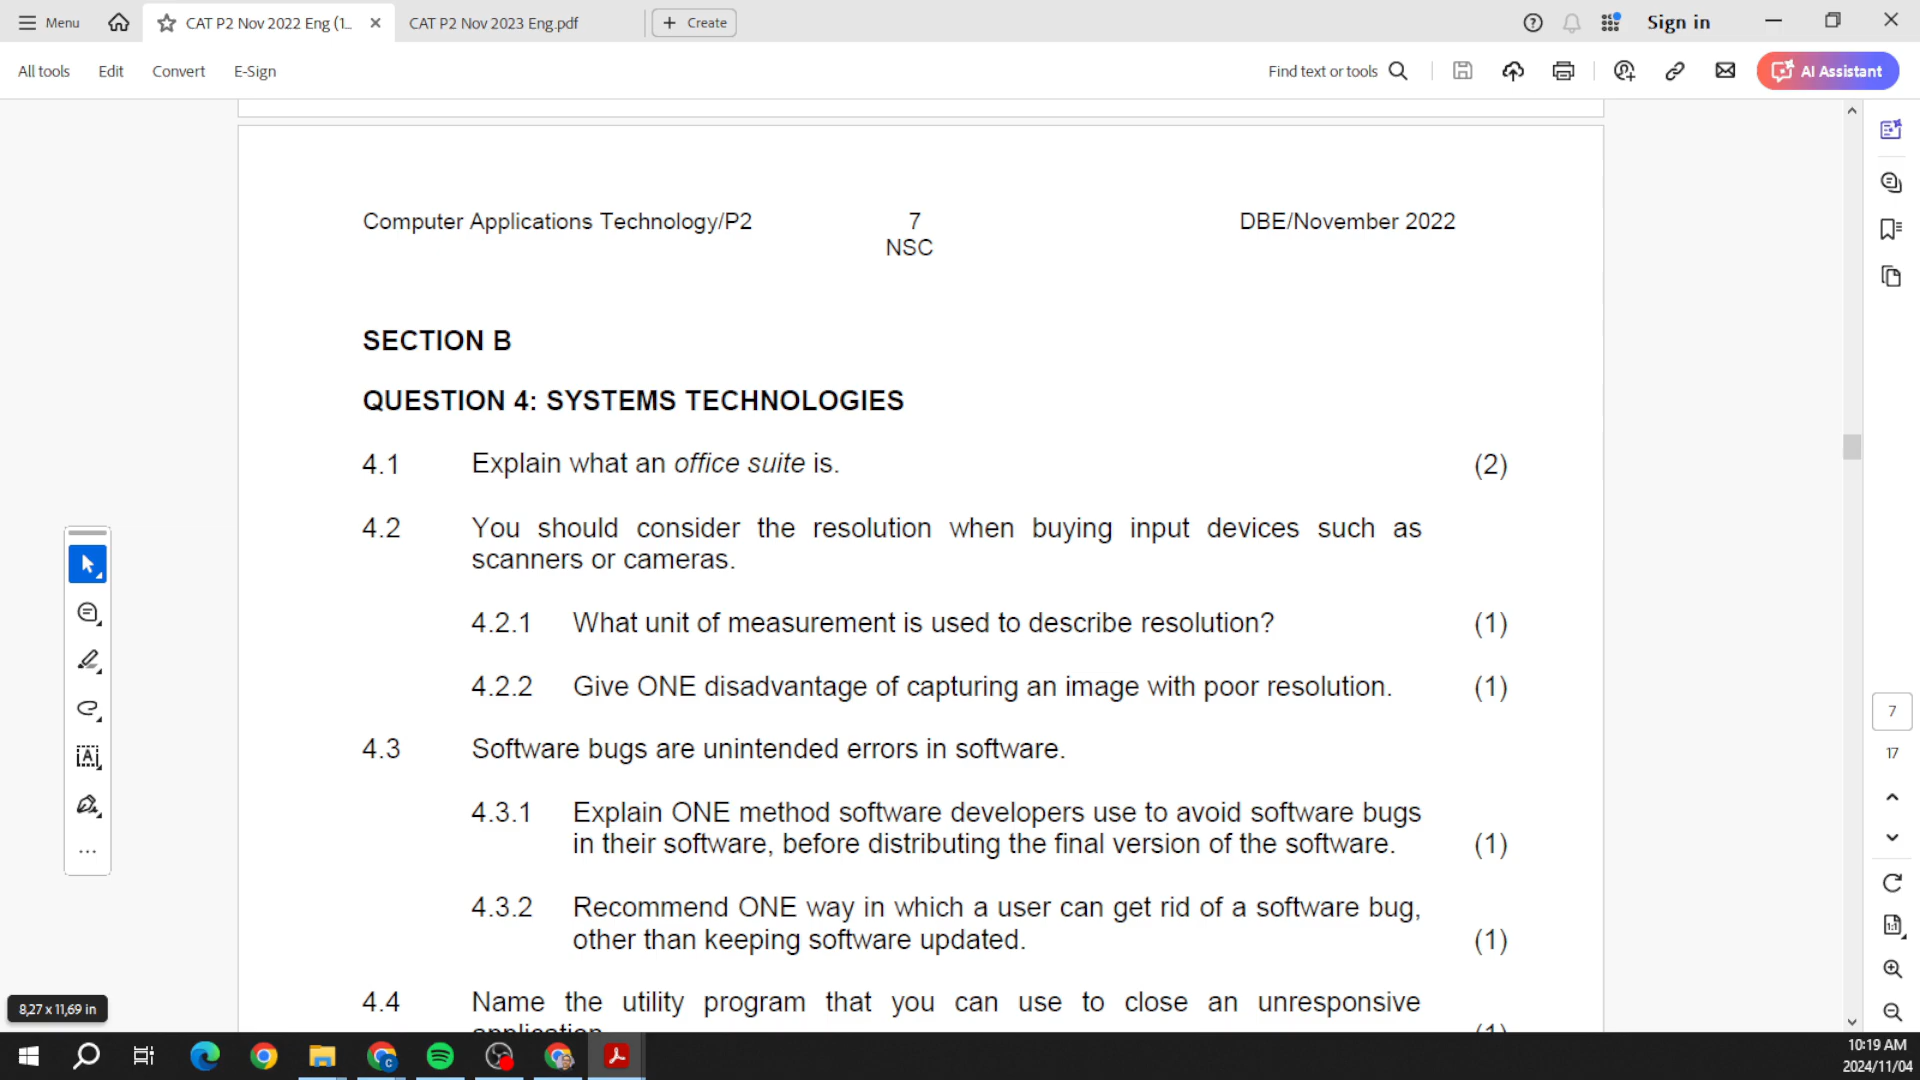 Menu
CAT P2 Nov 2022 Eng (1...
CAT P2 Nov 2023 Eng.pdf
+ Create
Sign in
All tools Edit Convert E-Sign
Find text or tools
AI Assistant
Computer Applications Technology/P2 7 DBE/November 2022
NSC
SECTION B
QUESTION 4: SYSTEMS TECHNOLOGIES
4.1 Explain what an office suite is. (2)
4.2 You should consider the resolution when buying input devices such as
scanners or cameras.
4.2.1 What unit of measurement is used to describe resolution? (1)
4.2.2 Give ONE disadvantage of capturing an image with poor resolution. (1)
4.3 Software bugs are unintended errors in software.
4.3.1 Explain ONE method software developers use to avoid software bugs
in their software, before distributing the final version of the software. (1)
4.3.2 Recommend ONE way in which a user can get rid of a software bug,
other than keeping software updated. (1)
4.4 Name the utility program that you can use to close an unresponsive
application. (1)
7
17
8,27 x 11,69 in
10:19 AM
2024/11/04